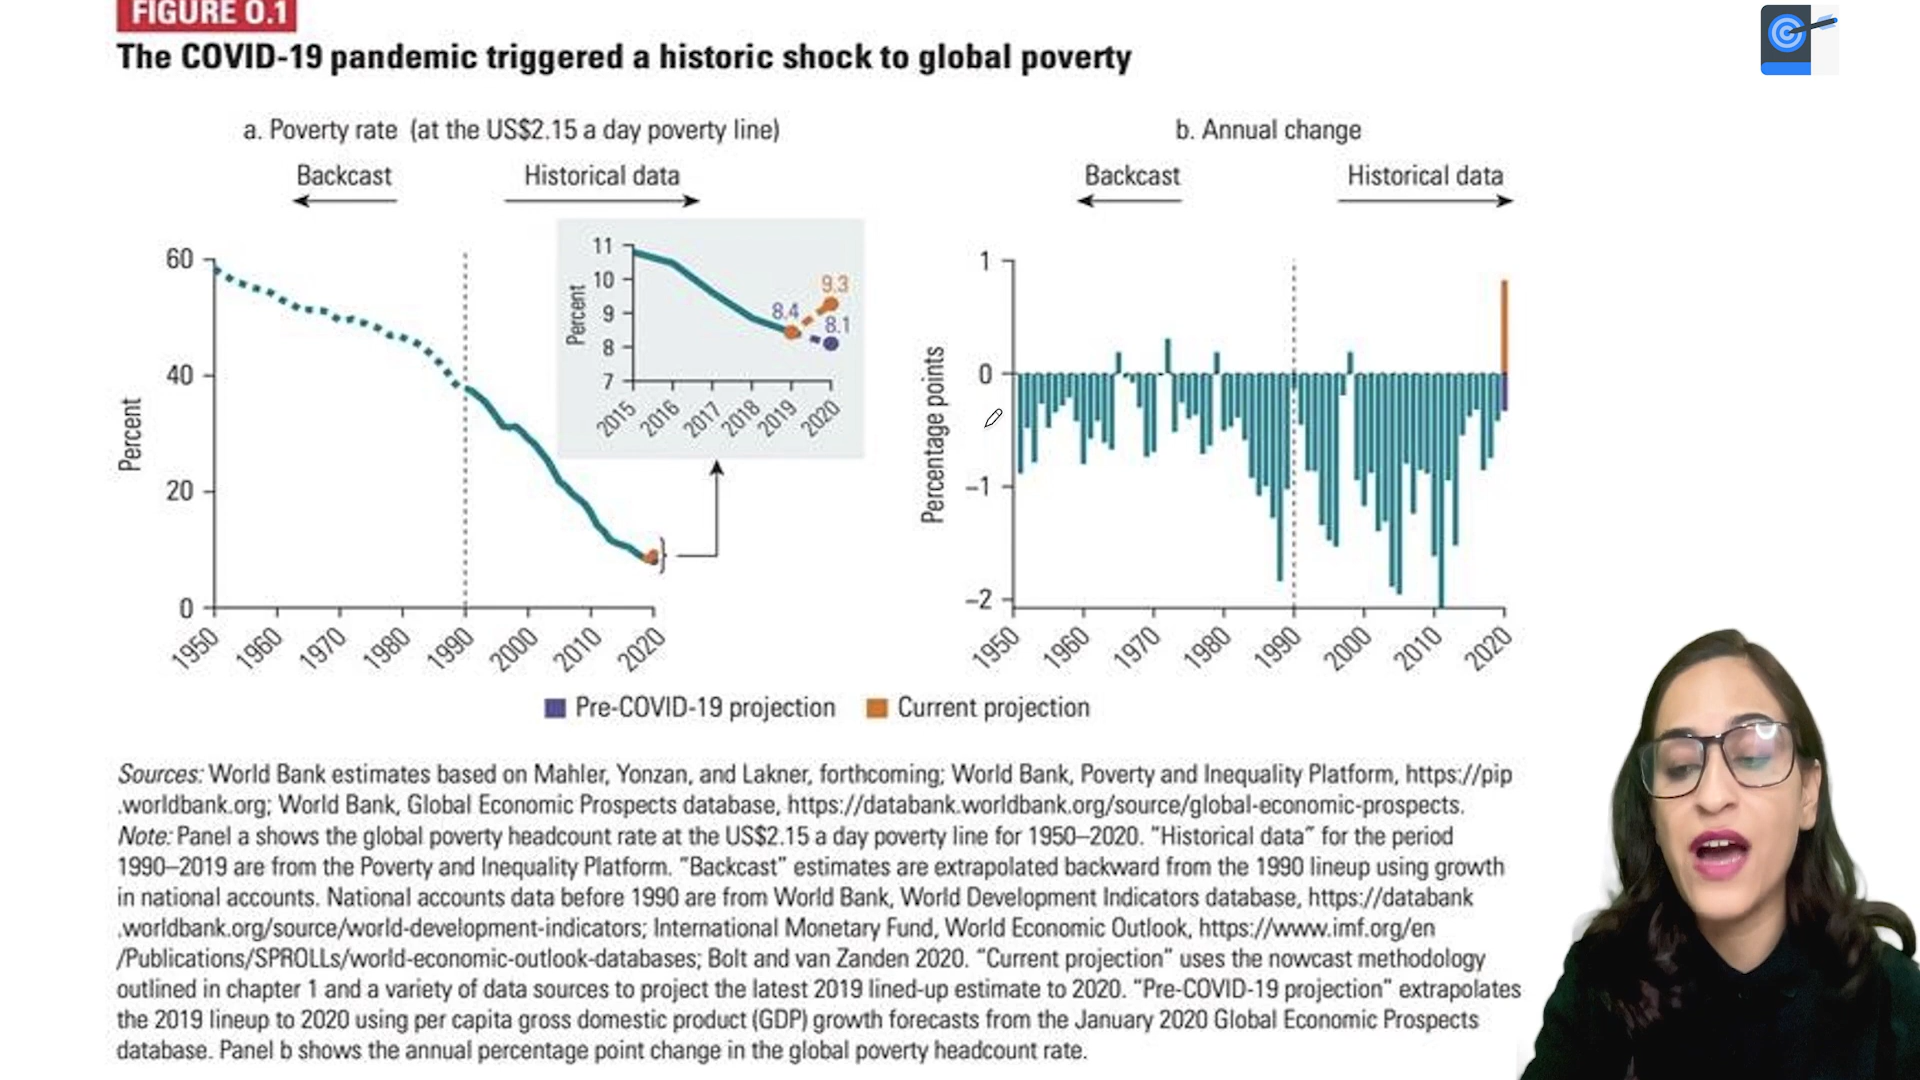 FIGURE O.1
The COVID-19 pandemic triggered a historic shock to global poverty
a. Poverty rate (at the US$2.15 a day poverty line)
Backcast
Historical data
60
40
20
0
Percent
1950
1960
1970
1980
1990
2000
2010
2020
11
10
9
8
7
Percent
8.4
9.3
8.1
2015
2016
2017
2018
2019
2020
b. Annual change
Backcast
Historical data
1
0
–1
–2
Percentage points
1950
1960
1970
1980
1990
2000
2010
2020
Pre-COVID-19 projection
Current projection
Sources: World Bank estimates based on Mahler, Yonzan, and Lakner, forthcoming; World Bank, Poverty and Inequality Platform, https://pip
.worldbank.org; World Bank, Global Economic Prospects database, https://databank.worldbank.org/source/global-economic-prospects.
Note: Panel a shows the global poverty headcount rate at the US$2.15 a day poverty line for 1950–2020. "Historical data" for the period
1990–2019 are from the Poverty and Inequality Platform. "Backcast" estimates are extrapolated backward from the 1990 lineup using growth
in national accounts. National accounts data before 1990 are from World Bank, World Development Indicators database, https://databank
.worldbank.org/source/world-development-indicators; International Monetary Fund, World Economic Outlook, https://www.imf.org/en
/Publications/SPROLLs/world-economic-outlook-databases; Bolt and van Zanden 2020. "Current projection" uses the nowcast methodology
outlined in chapter 1 and a variety of data sources to project the latest 2019 lined-up estimate to 2020. "Pre-COVID-19 projection" extrapolates
the 2019 lineup to 2020 using per capita gross domestic product (GDP) growth forecasts from the January 2020 Global Economic Prospects
database. Panel b shows the annual percentage point change in the global poverty headcount rate.